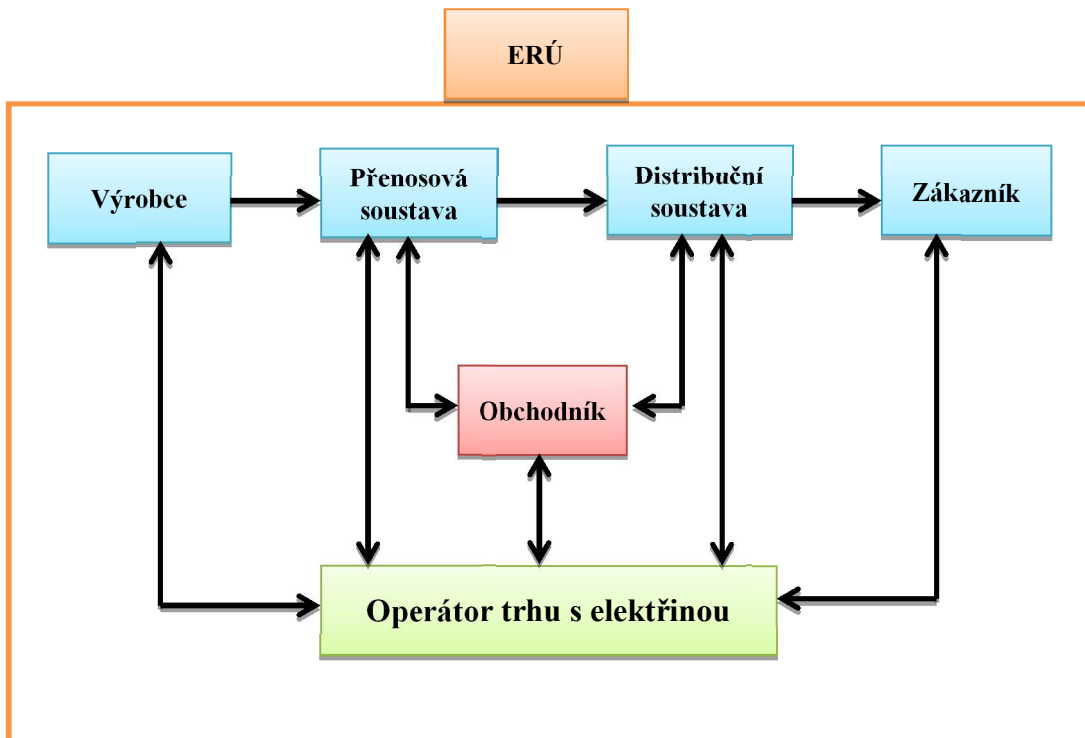 ERÚ
Výrobce
Přenosová
soustava
Distribuční
soustava
Zákazník
Obchodník
Operátor trhu s elektřinou